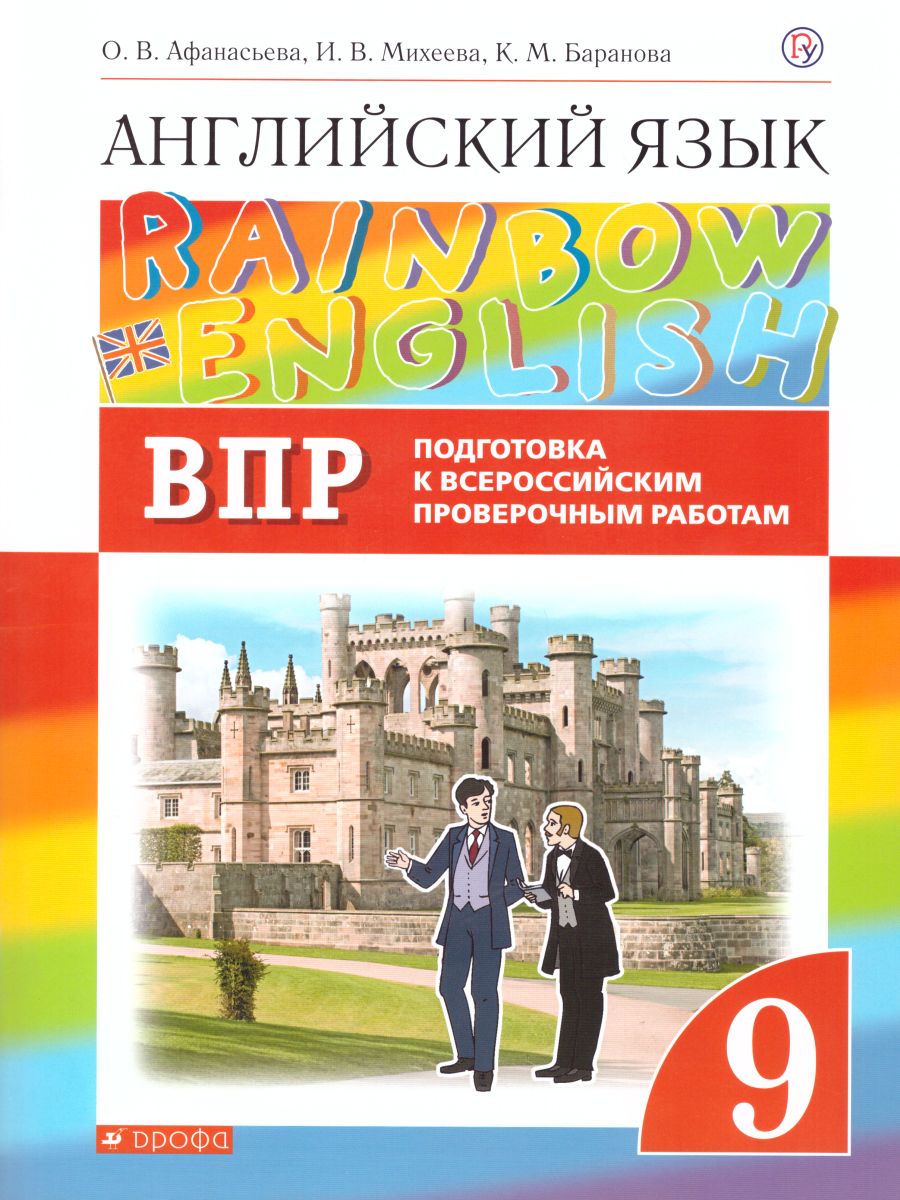 О. В. Афанасьева, И. В. Михеева, К. М. Баранова
АНГЛИЙСКИЙ ЯЗЫК
RAINBOW
ENGLISH
ВПР
ПОДГОТОВКА
К ВСЕРОССИЙСКИМ
ПРОВЕРОЧНЫМ РАБОТАМ
9
ДРОФА